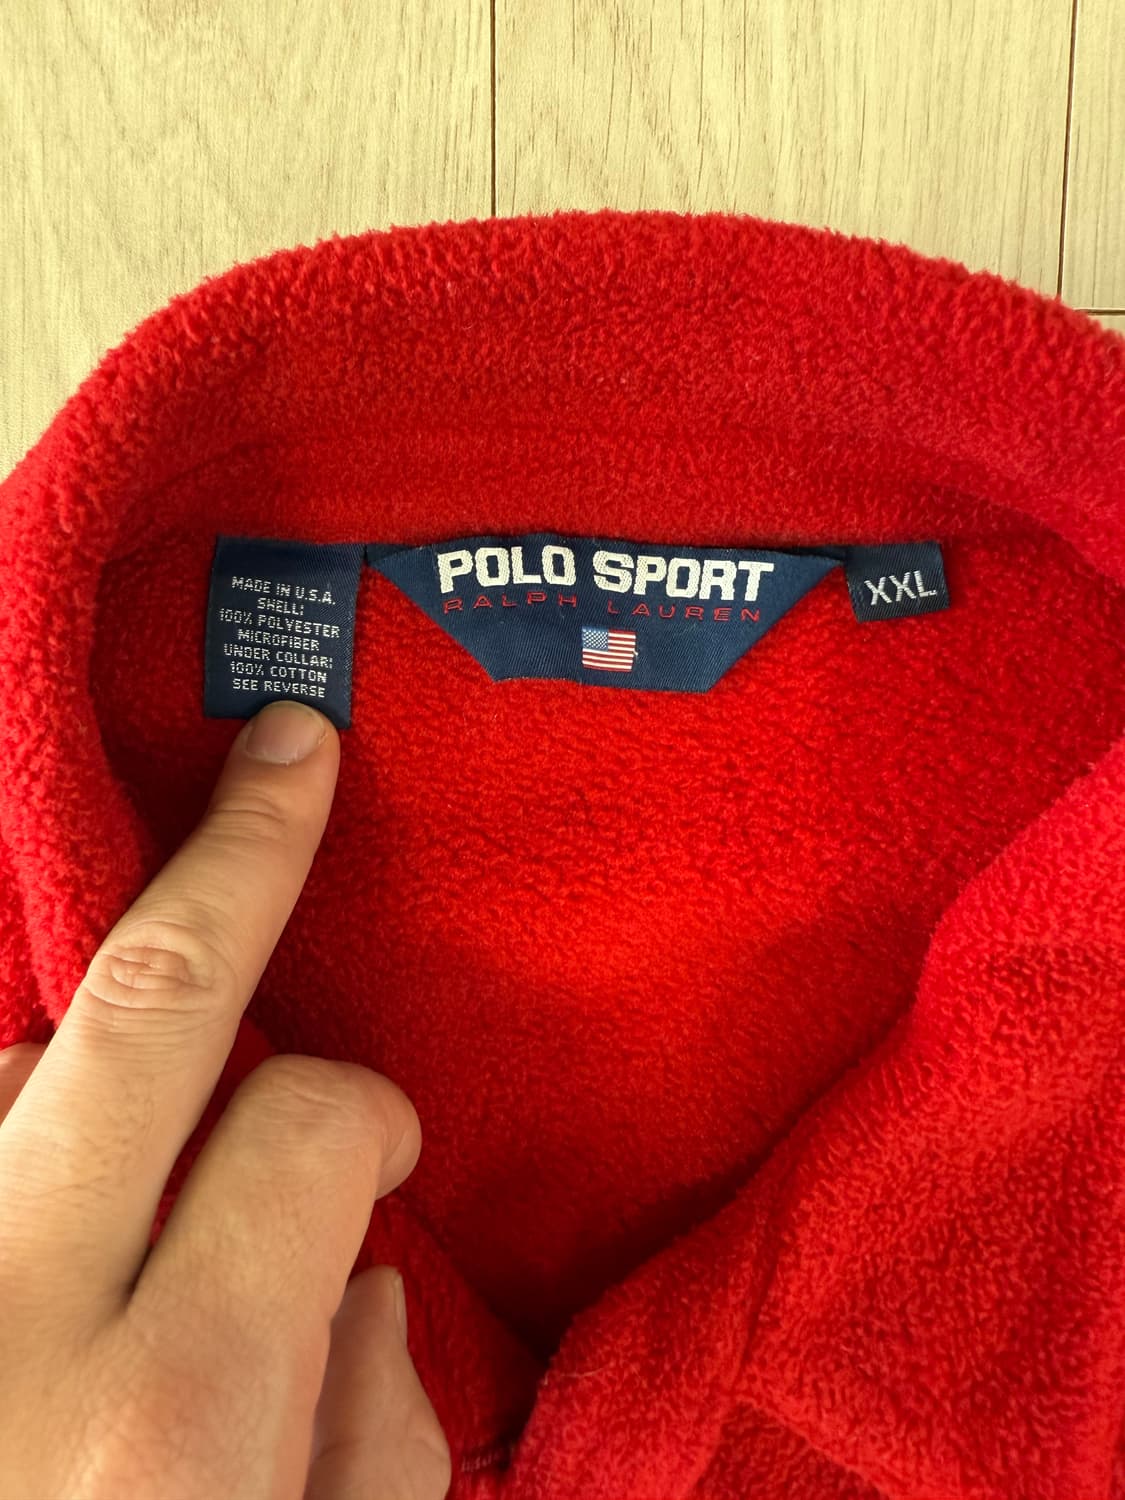 MADE IN U.S.A.
SHELL:
100% POLYESTER
MICROFIBER
UNDER COLLAR:
100% COTTON
SEE REVERSE
POLO SPORT
RALPH LAUREN
XXL